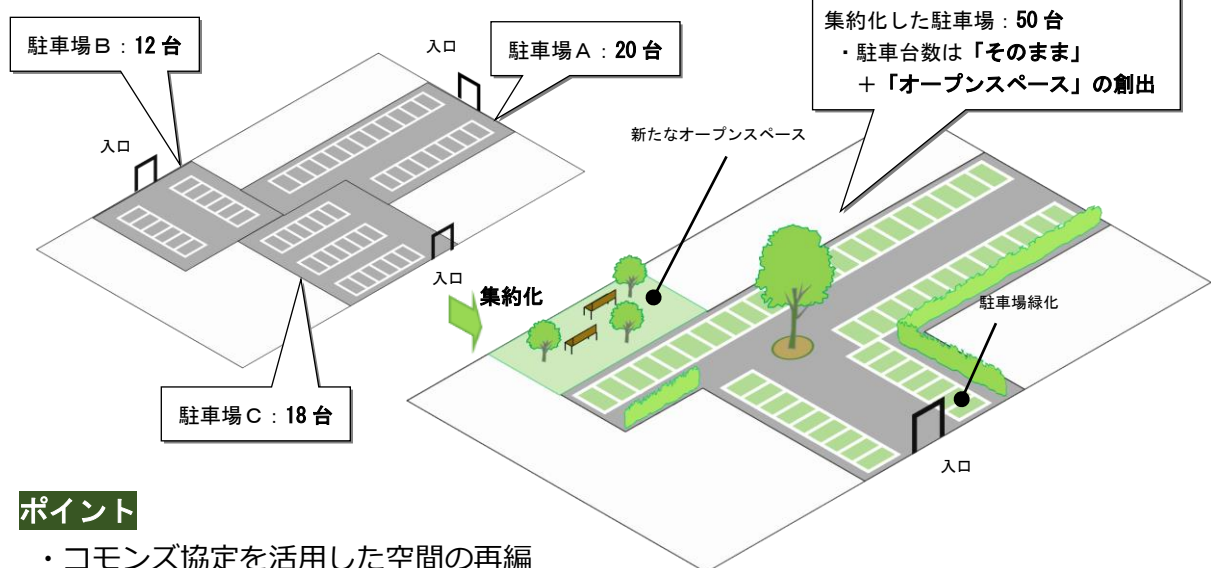 駐車場B：12台
入口
駐車場A：20台
入口
入口
駐車場C：18台
集約化
集約化した駐車場：50台
・駐車台数は「そのまま」
＋「オープンスペース」の創出
新たなオープンスペース
駐車場緑化
入口
ポイント
・コモンズ協定を活用した空間の再編